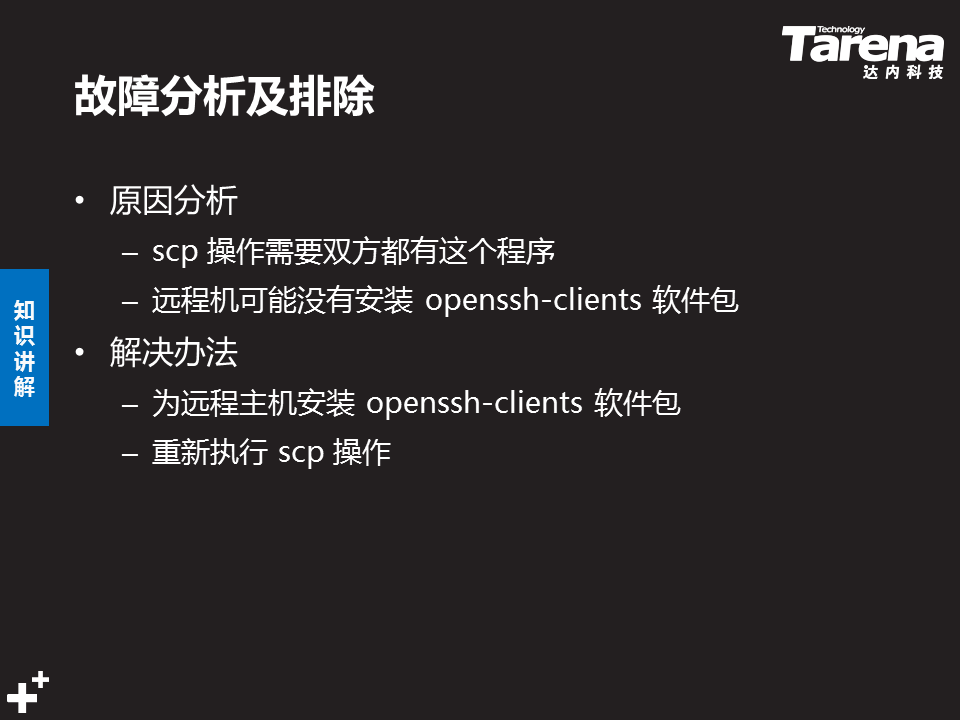 Technology
Tarena
达内科技
故障分析及排除
• 原因分析
– scp 操作需要双方都有这个程序
– 远程机可能没有安装 openssh-clients 软件包
• 解决办法
– 为远程主机安装 openssh-clients 软件包
– 重新执行 scp 操作
知识讲解